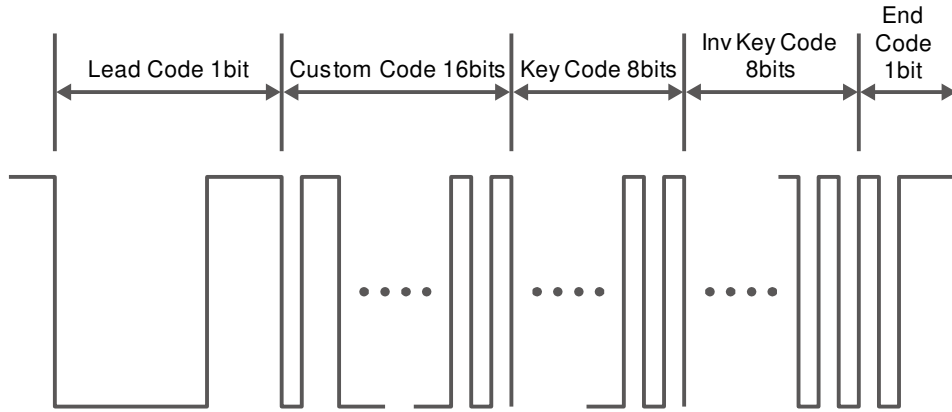 Lead Code 1bit
Custom Code 16bits
Key Code 8bits
Inv Key Code
8bits
End
Code
1bit